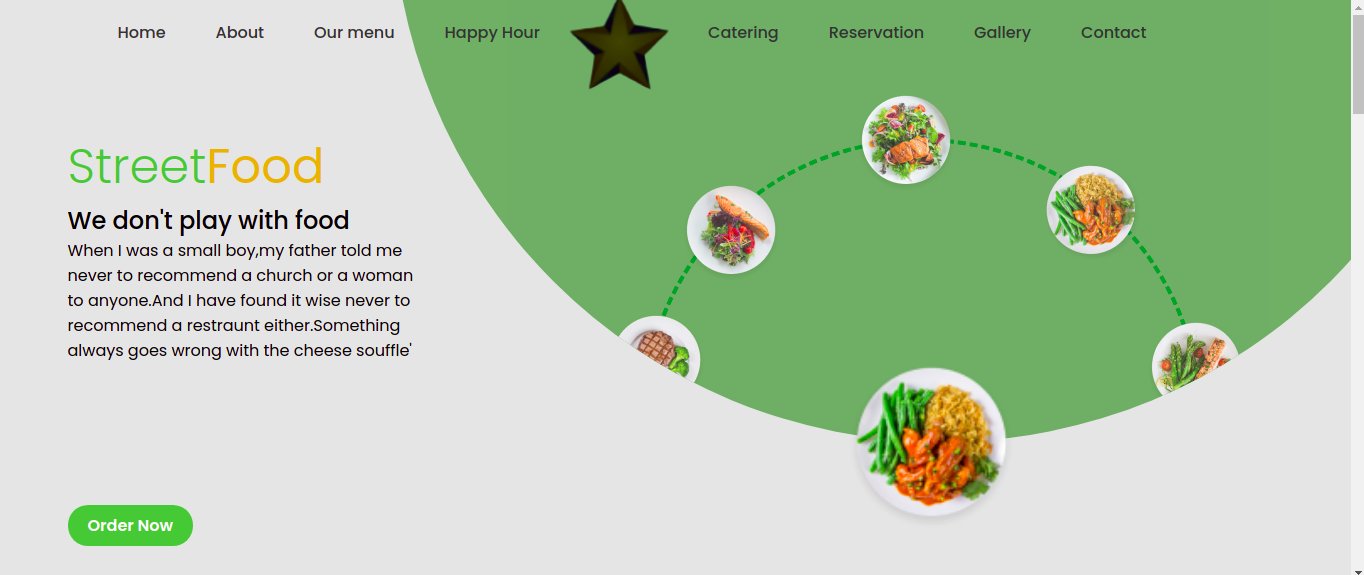 Home About Our menu Happy Hour Catering Reservation Gallery Contact
StreetFood
We don't play with food
When I was a small boy,my father told me
never to recommend a church or a woman
to anyone.And I have found it wise never to
recommend a restraunt either.Something
always goes wrong with the cheese souffle'
Order Now